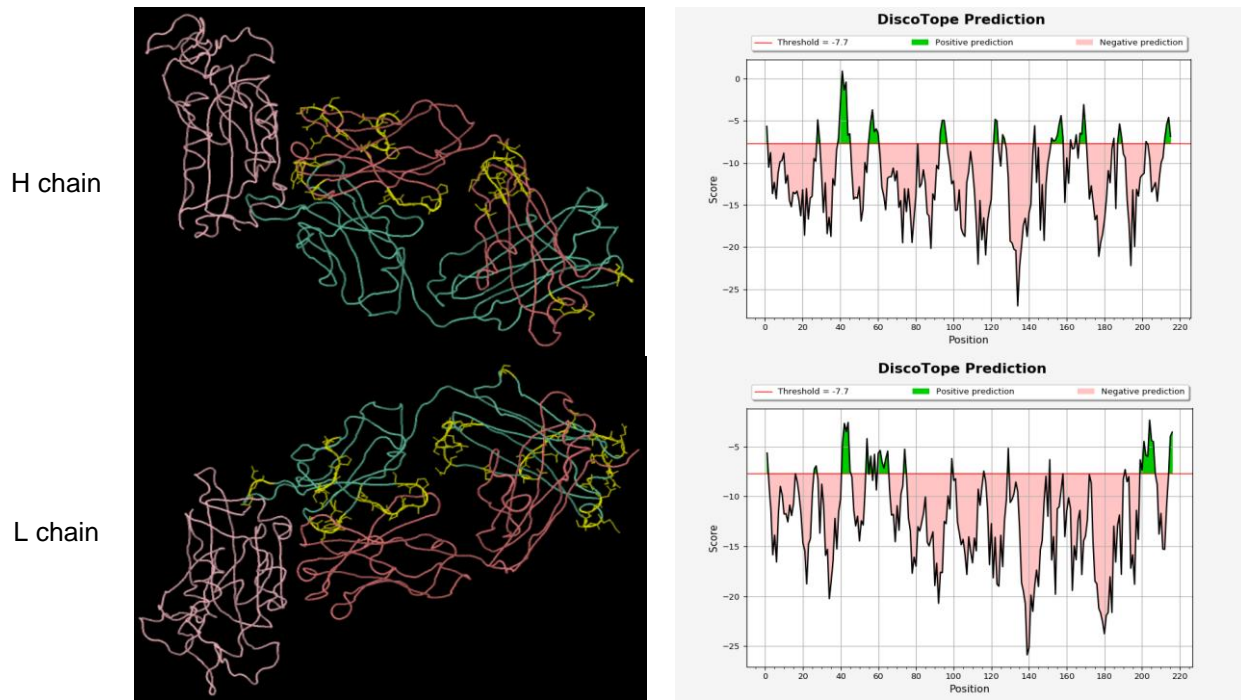 H chain
DiscoTope Prediction
Threshold = -7.7 Positive prediction Negative prediction
0
−5
−10
−15
−20
−25
Score
0 20 40 60 80 100 120 140 160 180 200 220
Position
L chain
DiscoTope Prediction
Threshold = -7.7 Positive prediction Negative prediction
−5
−10
−15
−20
−25
Score
0 20 40 60 80 100 120 140 160 180 200 220
Position